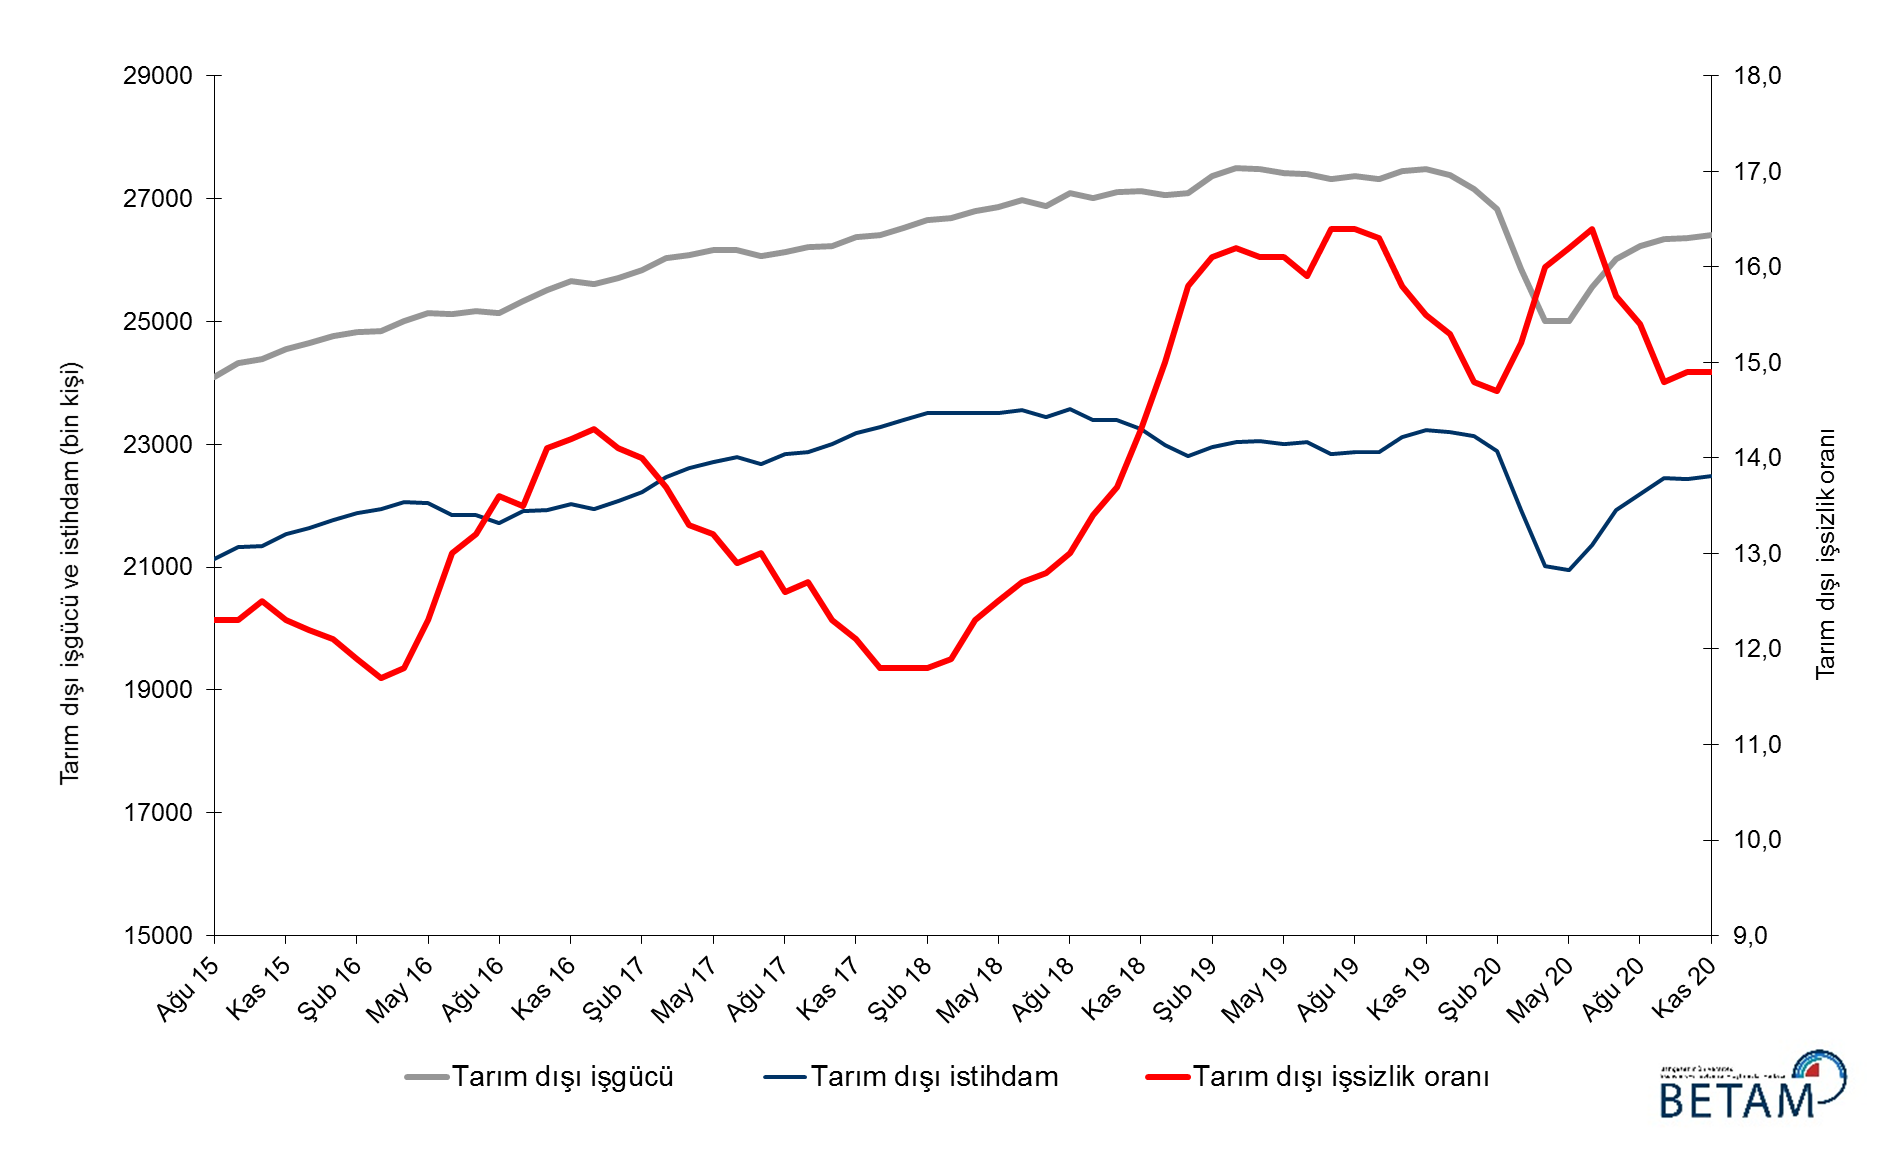 29000
27000
25000
23000
21000
19000
17000
15000
Tarım dışı işgücü ve istihdam (bin kişi)
18,0
17,0
16,0
15,0
14,0
13,0
12,0
11,0
10,0
9,0
Tarım dışı işsizlik oranı
Ağu 15
Kas 15
Şub 16
May 16
Ağu 16
Kas 16
Şub 17
May 17
Ağu 17
Kas 17
Şub 18
May 18
Ağu 18
Kas 18
Şub 19
May 19
Ağu 19
Kas 19
Şub 20
May 20
Ağu 20
Kas 20
Tarım dışı işgücü
Tarım dışı istihdam
Tarım dışı işsizlik oranı
BETAM